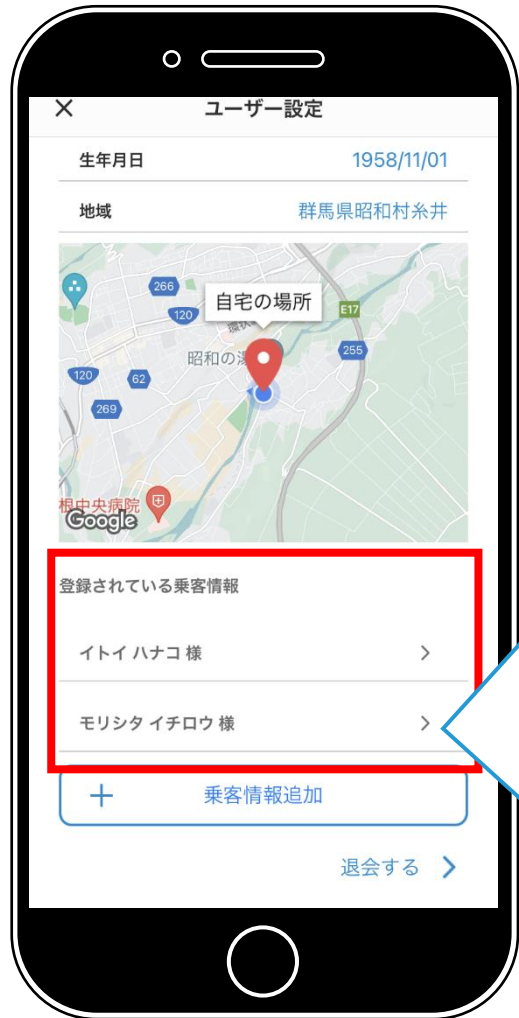 ユーザー設定
生年月日 1958/11/01
地域 群馬県昭和村糸井
266
自宅の場所
120
E17
昭和の湯
255
120
62
269
根中央病院
Google
登録されている乗客情報
イトイ ハナコ 様
モリシタ イチロウ 様
乗客情報追加
退会する